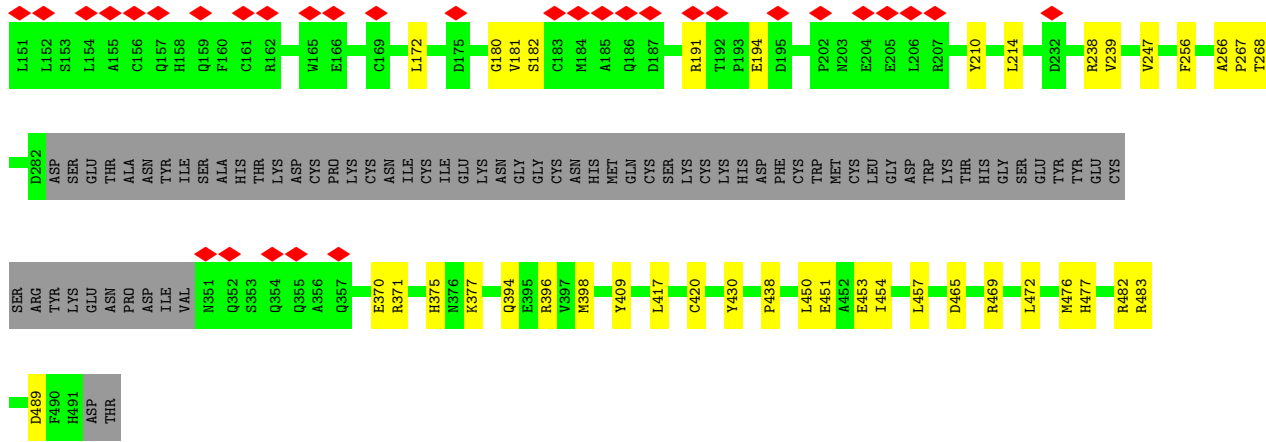 L151 L152 S153 L154 A155 C156 Q157 H158 Q159 F160 C161 R162 W165 E166 C169 L172 D175 G180 V181 S182 C183 M184 A185 Q186 D187 R191 T192 P193 E194 D195 P202 N203 E204 E205 L206 R207 Y210 L214 D232 R238 V239 V247 F256 A266 P267 T268
D282 ASP SER GLU THR ALA ASN TYR ILE SER ALA HIS THR LYS ASP CYS PRO LYS CYS ASN ILE CYS ILE GLU LYS ASN GLY GLY CYS ASN HIS MET GLN CYS SER LYS CYS LYS HIS ASP PHE CYS TRP MET CYS LEU GLY ASP TRP LYS THR HIS GLY SER GLU TYR TYR GLU CYS
SER ARG TYR LYS GLU ASN PRO ASP ILE VAL N351 Q352 S353 Q354 Q355 A356 Q357 E370 R371 H375 N376 K377 Q394 E395 R396 V397 M398 Y409 L417 C420 Y430 P438 L450 E451 A452 E453 I454 L457 D465 R469 L472 M476 H477 R482 R483
D489 F490 H491 ASP THR